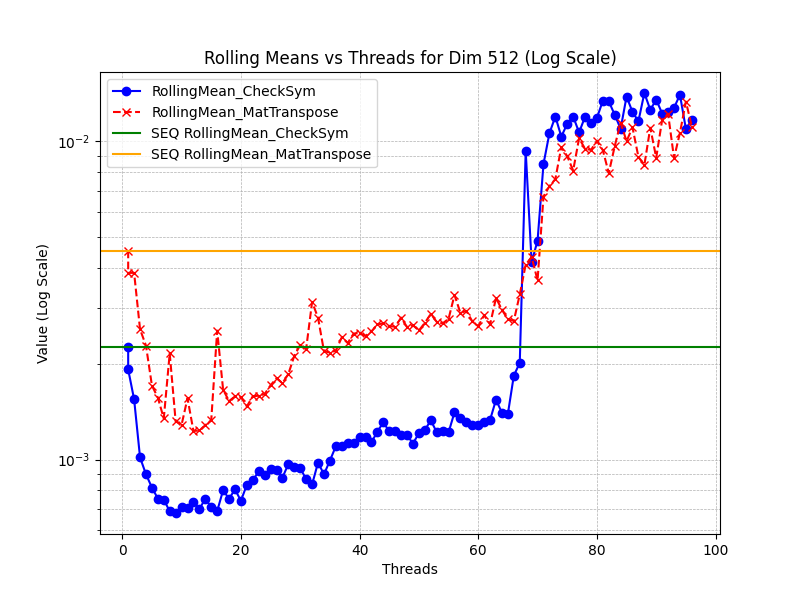 Rolling Means vs Threads for Dim 512 (Log Scale)
RollingMean_CheckSym
RollingMean_MatTranspose
SEQ RollingMean_CheckSym
SEQ RollingMean_MatTranspose
Value (Log Scale)
10⁻²
10⁻³
0 20 40 60 80 100
Threads